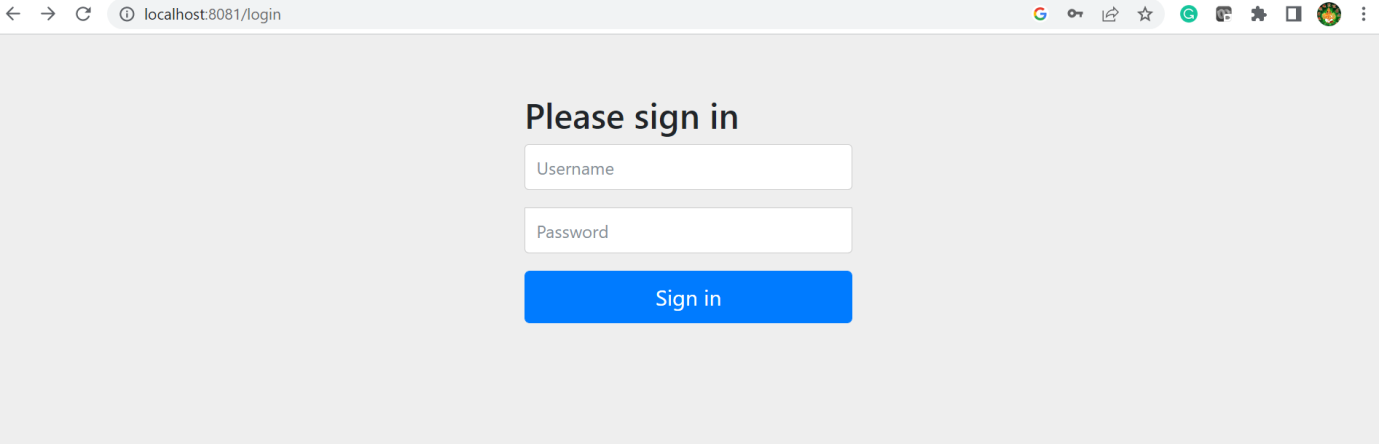 localhost:8081/login
Please sign in
Username
Password
Sign in